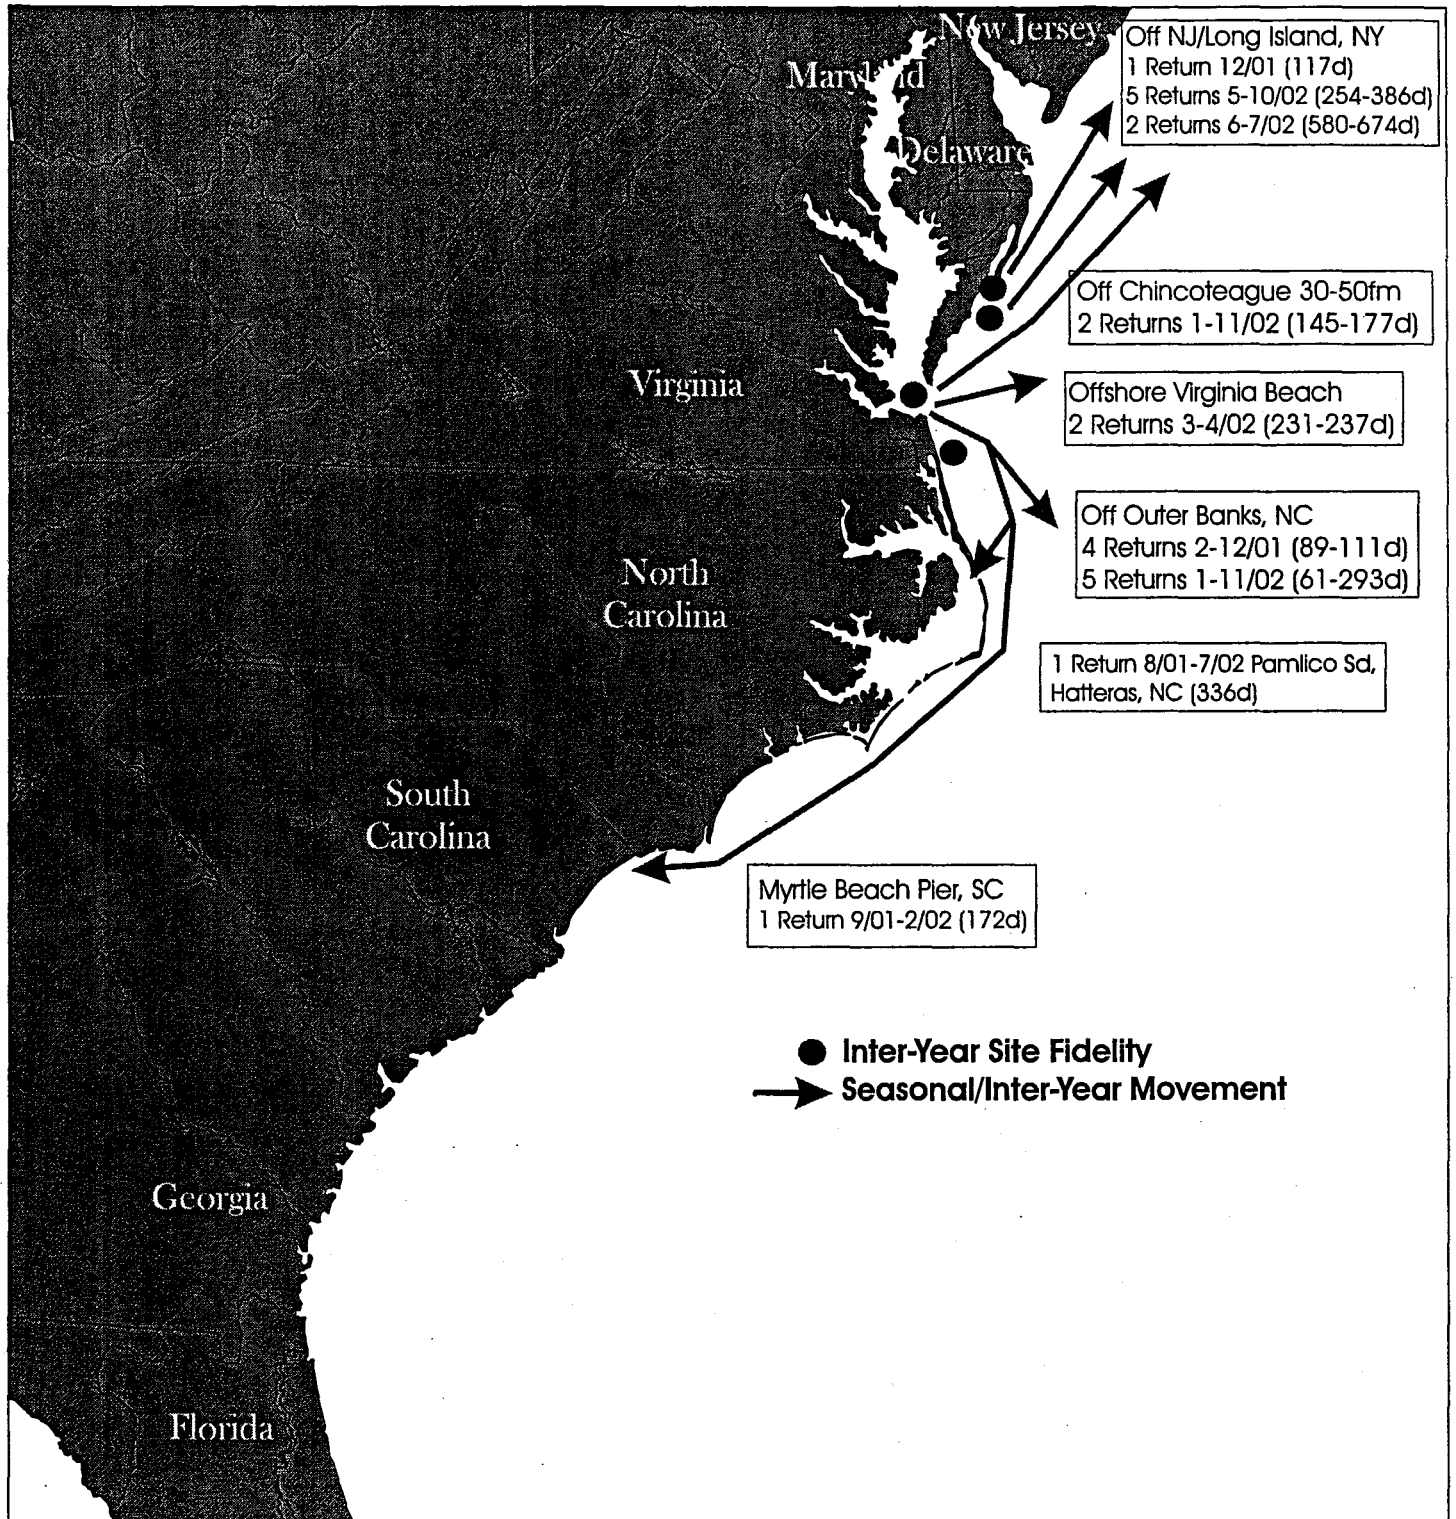 New Jersey
Maryland
Delaware
Off NJ/Long Island, NY
1 Return 12/01 (117d)
5 Returns 5-10/02 (254-386d)
2 Returns 6-7/02 (580-674d)
Off Chincoteague 30-50fm
2 Returns 1-11/02 (145-177d)
Virginia
Offshore Virginia Beach
2 Returns 3-4/02 (231-237d)
Off Outer Banks, NC
4 Returns 2-12/01 (89-111d)
5 Returns 1-11/02 (61-293d)
North
Carolina
1 Return 8/01-7/02 Pamlico Sd,
Hatteras, NC (336d)
South
Carolina
Myrtle Beach Pier, SC
1 Return 9/01-2/02 (172d)
Inter-Year Site Fidelity
Seasonal/Inter-Year Movement
Georgia
Florida